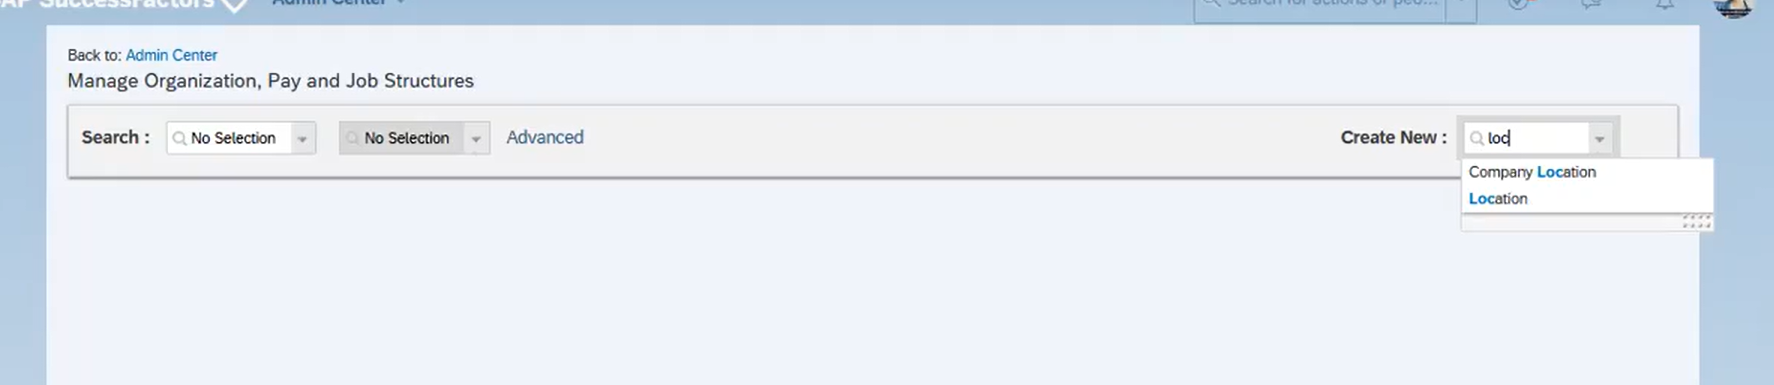 SAP SuccessFactors Admin Center
Search for actions or peo...
Back to: Admin Center
Manage Organization, Pay and Job Structures
Search : No Selection No Selection Advanced Create New : loc
Company Location
Location